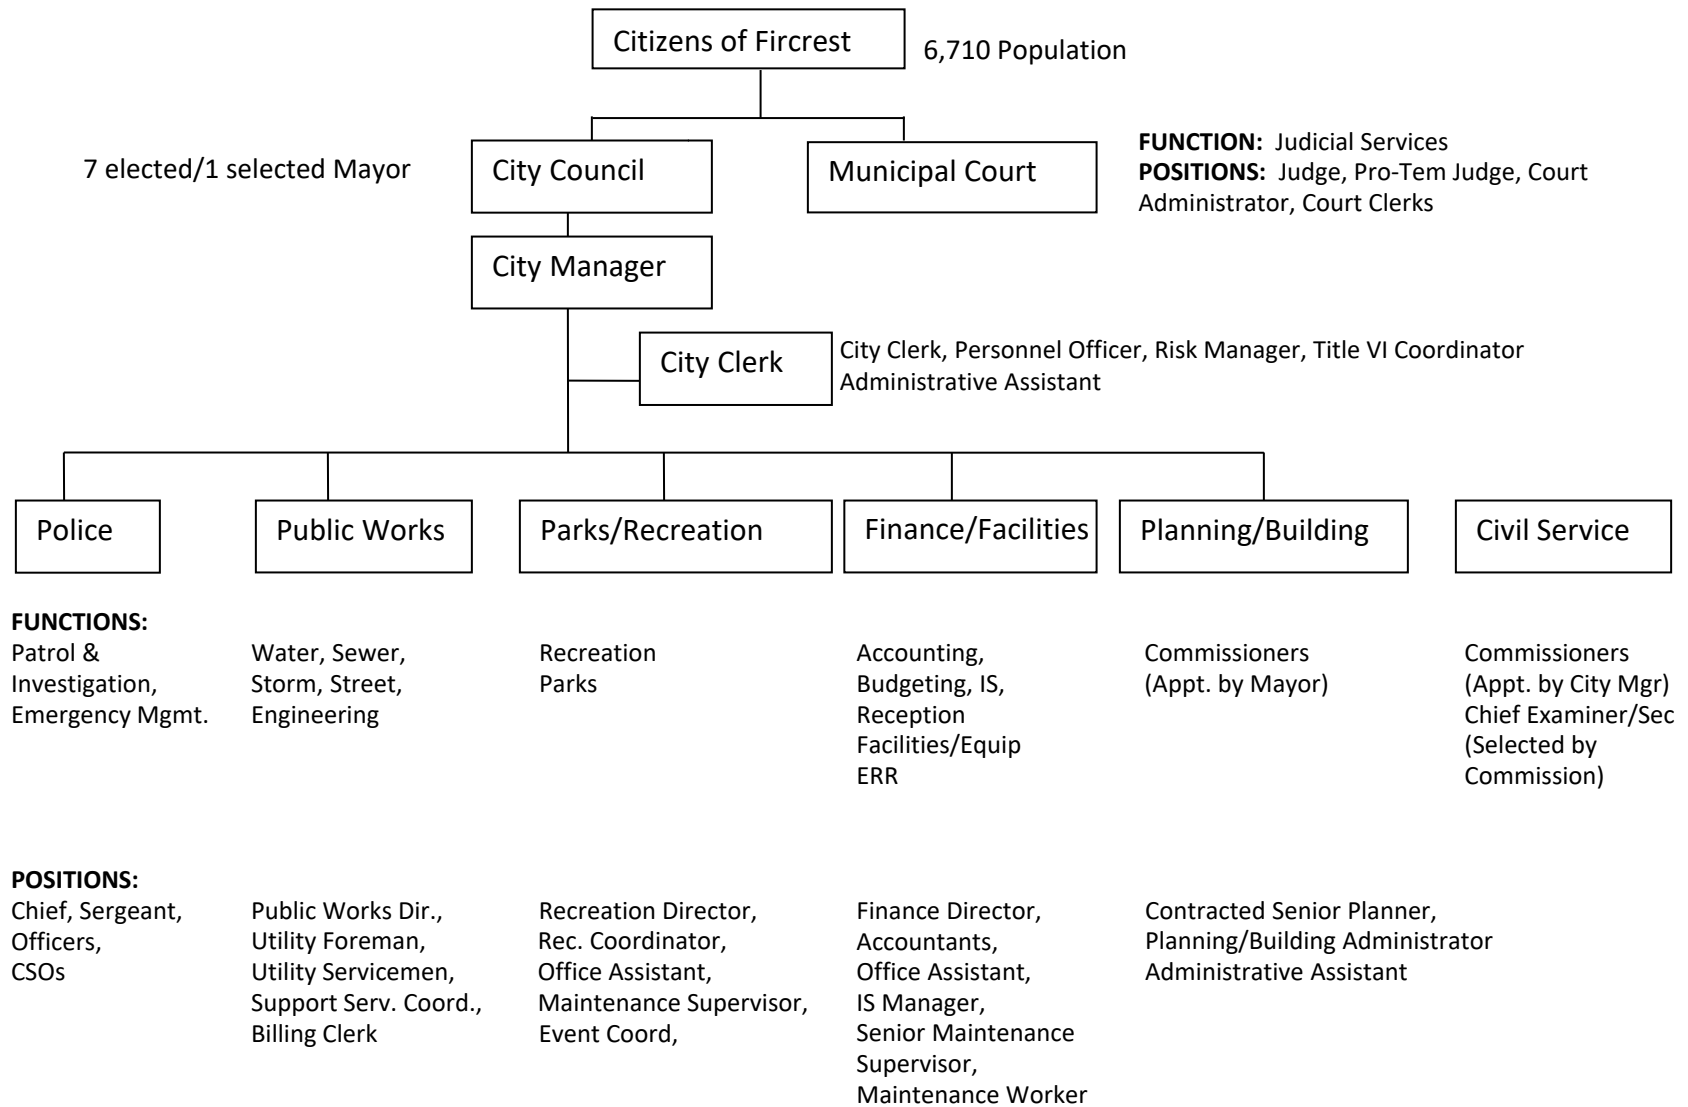 Citizens of Fircrest
6,710 Population
7 elected/1 selected Mayor
City Council
Municipal Court
FUNCTION: Judicial Services
POSITIONS: Judge, Pro-Tem Judge, Court
Administrator, Court Clerks
City Manager
City Clerk
City Clerk, Personnel Officer, Risk Manager, Title VI Coordinator
Administrative Assistant
Police
Public Works
Parks/Recreation
Finance/Facilities
Planning/Building
Civil Service
FUNCTIONS:
Patrol &
Investigation,
Emergency Mgmt.
Water, Sewer,
Storm, Street,
Engineering
Recreation
Parks
Accounting,
Budgeting, IS,
Reception
Facilities/Equip
ERR
Commissioners
(Appt. by Mayor)
Commissioners
(Appt. by City Mgr)
Chief Examiner/Sec
(Selected by
Commission)
POSITIONS:
Chief, Sergeant,
Officers,
CSOs
Public Works Dir.,
Utility Foreman,
Utility Servicemen,
Support Serv. Coord.,
Billing Clerk
Recreation Director,
Rec. Coordinator,
Office Assistant,
Maintenance Supervisor,
Event Coord,
Finance Director,
Accountants,
Office Assistant,
IS Manager,
Senior Maintenance
Supervisor,
Maintenance Worker
Contracted Senior Planner,
Planning/Building Administrator
Administrative Assistant